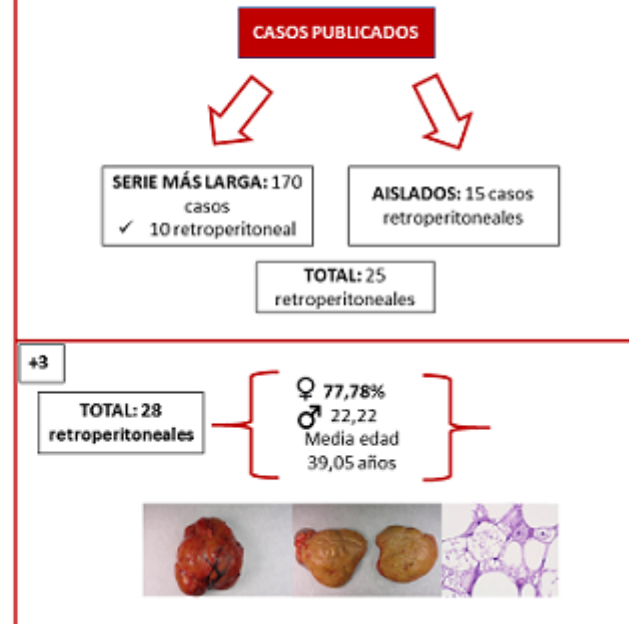 CASOS PUBLICADOS
SERIE MÁS LARGA: 170
casos
✓ 10 retroperitoneal
AISLADOS: 15 casos
retroperitoneales
TOTAL: 25
retroperitoneales
+3
TOTAL: 28
retroperitoneales
♀ 77,78%
♂ 22,22
Media edad
39,05 años